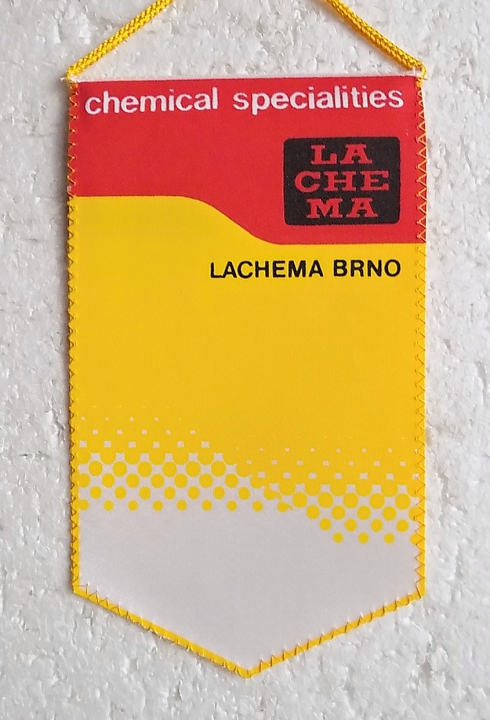 chemical specialities
LA
CHE
MA
LACHEMA BRNO